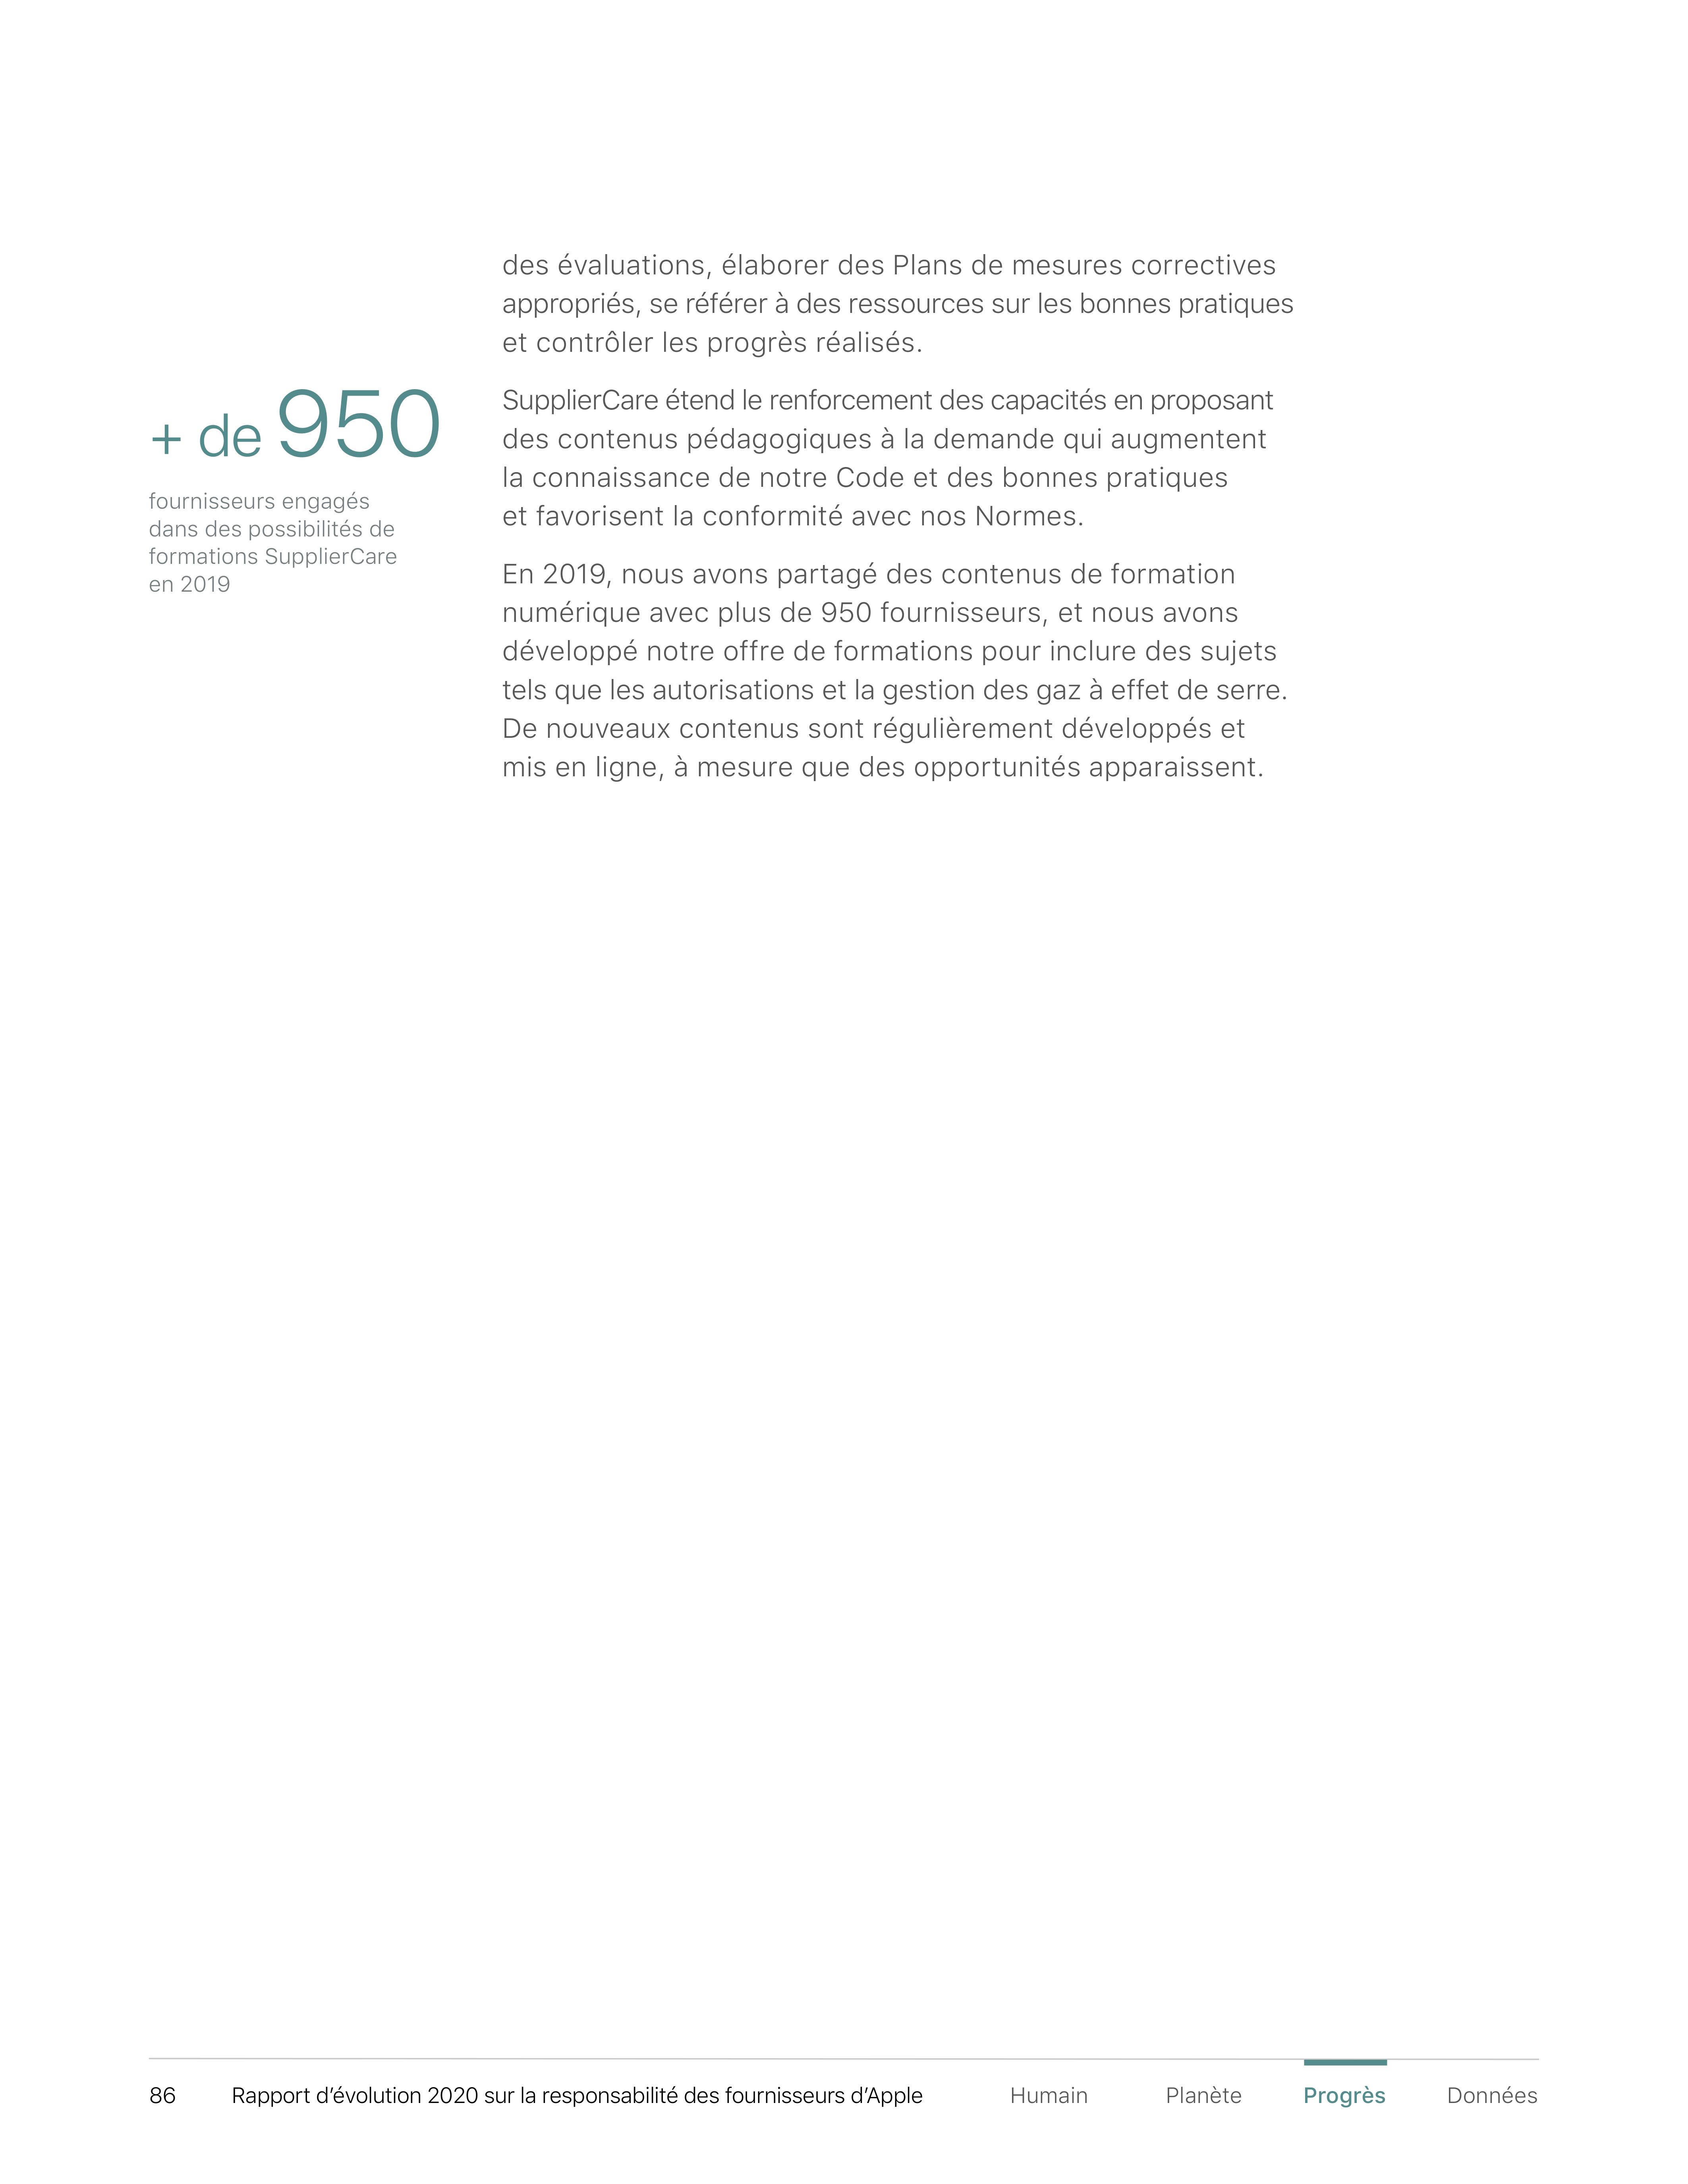 des évaluations, élaborer des Plans de mesures correctives
appropriés, se référer à des ressources sur les bonnes pratiques
et contrôler les progrès réalisés.
+ de 950
fournisseurs engagés
dans des possibilités de
formations SupplierCare
en 2019
SupplierCare étend le renforcement des capacités en proposant
des contenus pédagogiques à la demande qui augmentent
la connaissance de notre Code et des bonnes pratiques
et favorisent la conformité avec nos Normes.
En 2019, nous avons partagé des contenus de formation
numérique avec plus de 950 fournisseurs, et nous avons
développé notre offre de formations pour inclure des sujets
tels que les autorisations et la gestion des gaz à effet de serre.
De nouveaux contenus sont régulièrement développés et
mis en ligne, à mesure que des opportunités apparaissent.
86 Rapport d’évolution 2020 sur la responsabilité des fournisseurs d’Apple Humain Planète Progrès Données